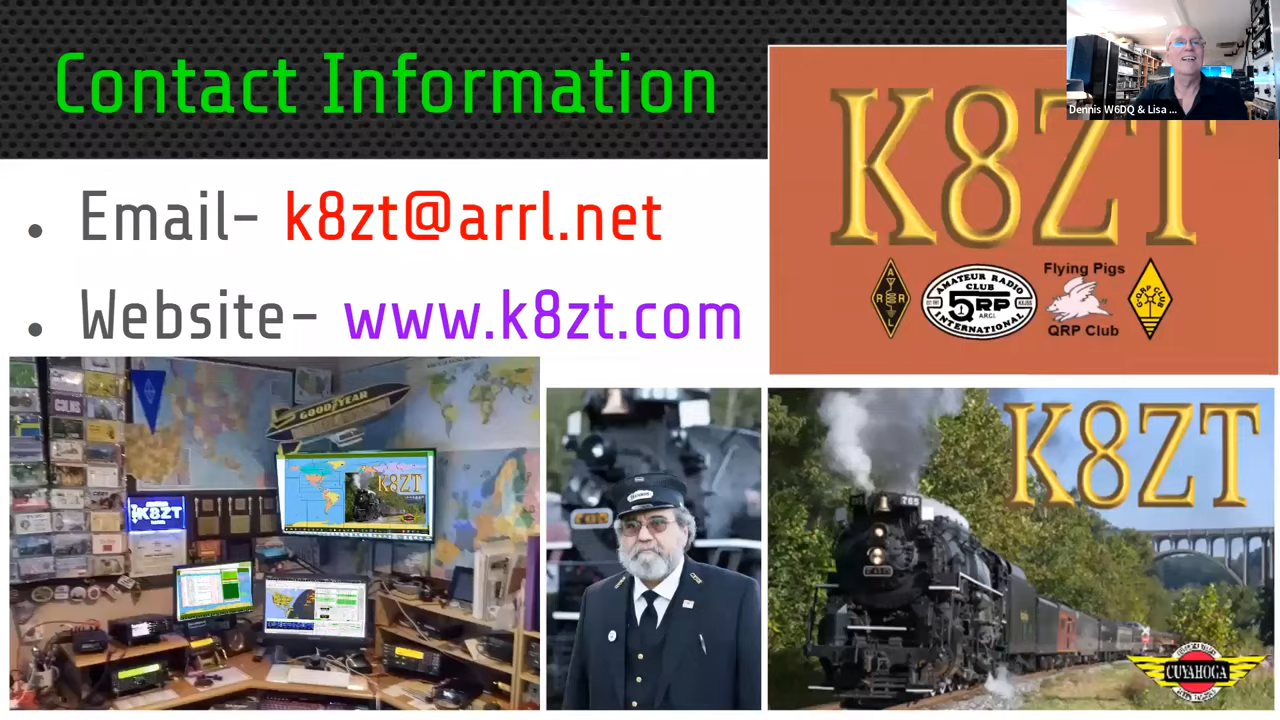 Contact Information
Email- k8zt@arrl.net
Website- www.k8zt.com
Dennis W6DQ & Lisa ...
K8ZT
A
R R
L
AMATEUR RADIO
CLUB
QRP
A.R.C.I.
INTERNATIONAL
Flying Pigs
QRP Club
GOODYEAR
K8ZT
K8ZT
K8ZT
765
CUYAHOGA